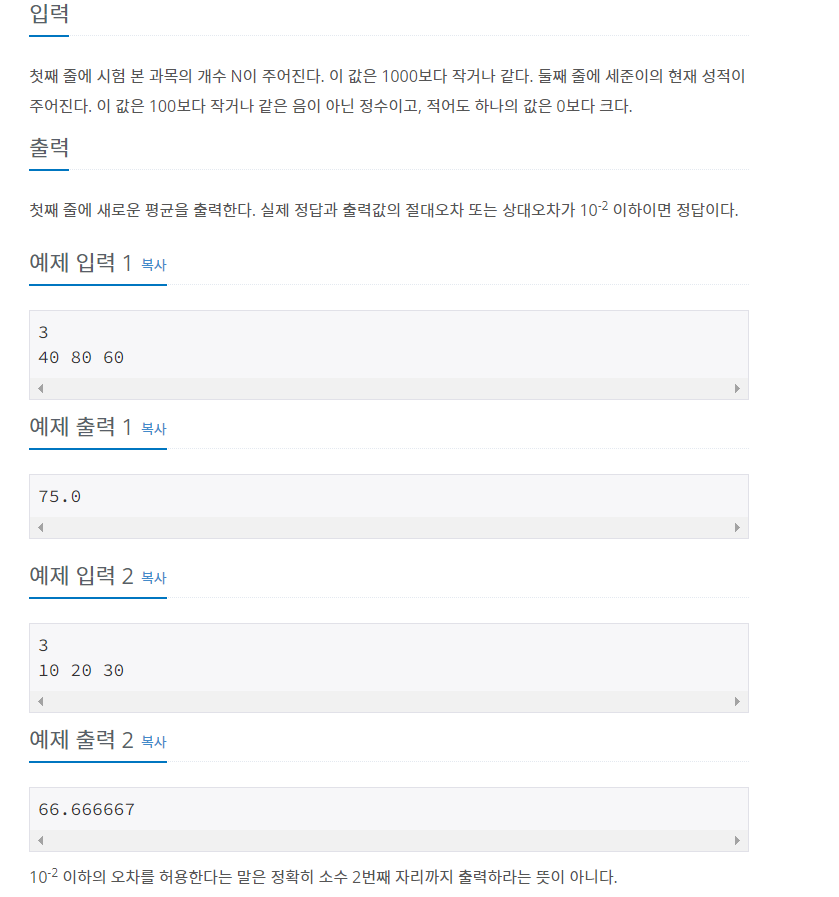 입력
첫째 줄에 시험 본 과목의 개수 N이 주어진다. 이 값은 1000보다 작거나 같다. 둘째 줄에 세준이의 현재 성적이
주어진다. 이 값은 100보다 작거나 같은 음이 아닌 정수이고, 적어도 하나의 값은 0보다 크다.
출력
첫째 줄에 새로운 평균을 출력한다. 실제 정답과 출력값의 절대오차 또는 상대오차가 10⁻² 이하이면 정답이다.
예제 입력 1 복사
3
40 80 60
예제 출력 1 복사
75.0
예제 입력 2 복사
3
10 20 30
예제 출력 2 복사
66.666667
10⁻² 이하의 오차를 허용한다는 말은 정확히 소수 2번째 자리까지 출력하라는 뜻이 아니다.